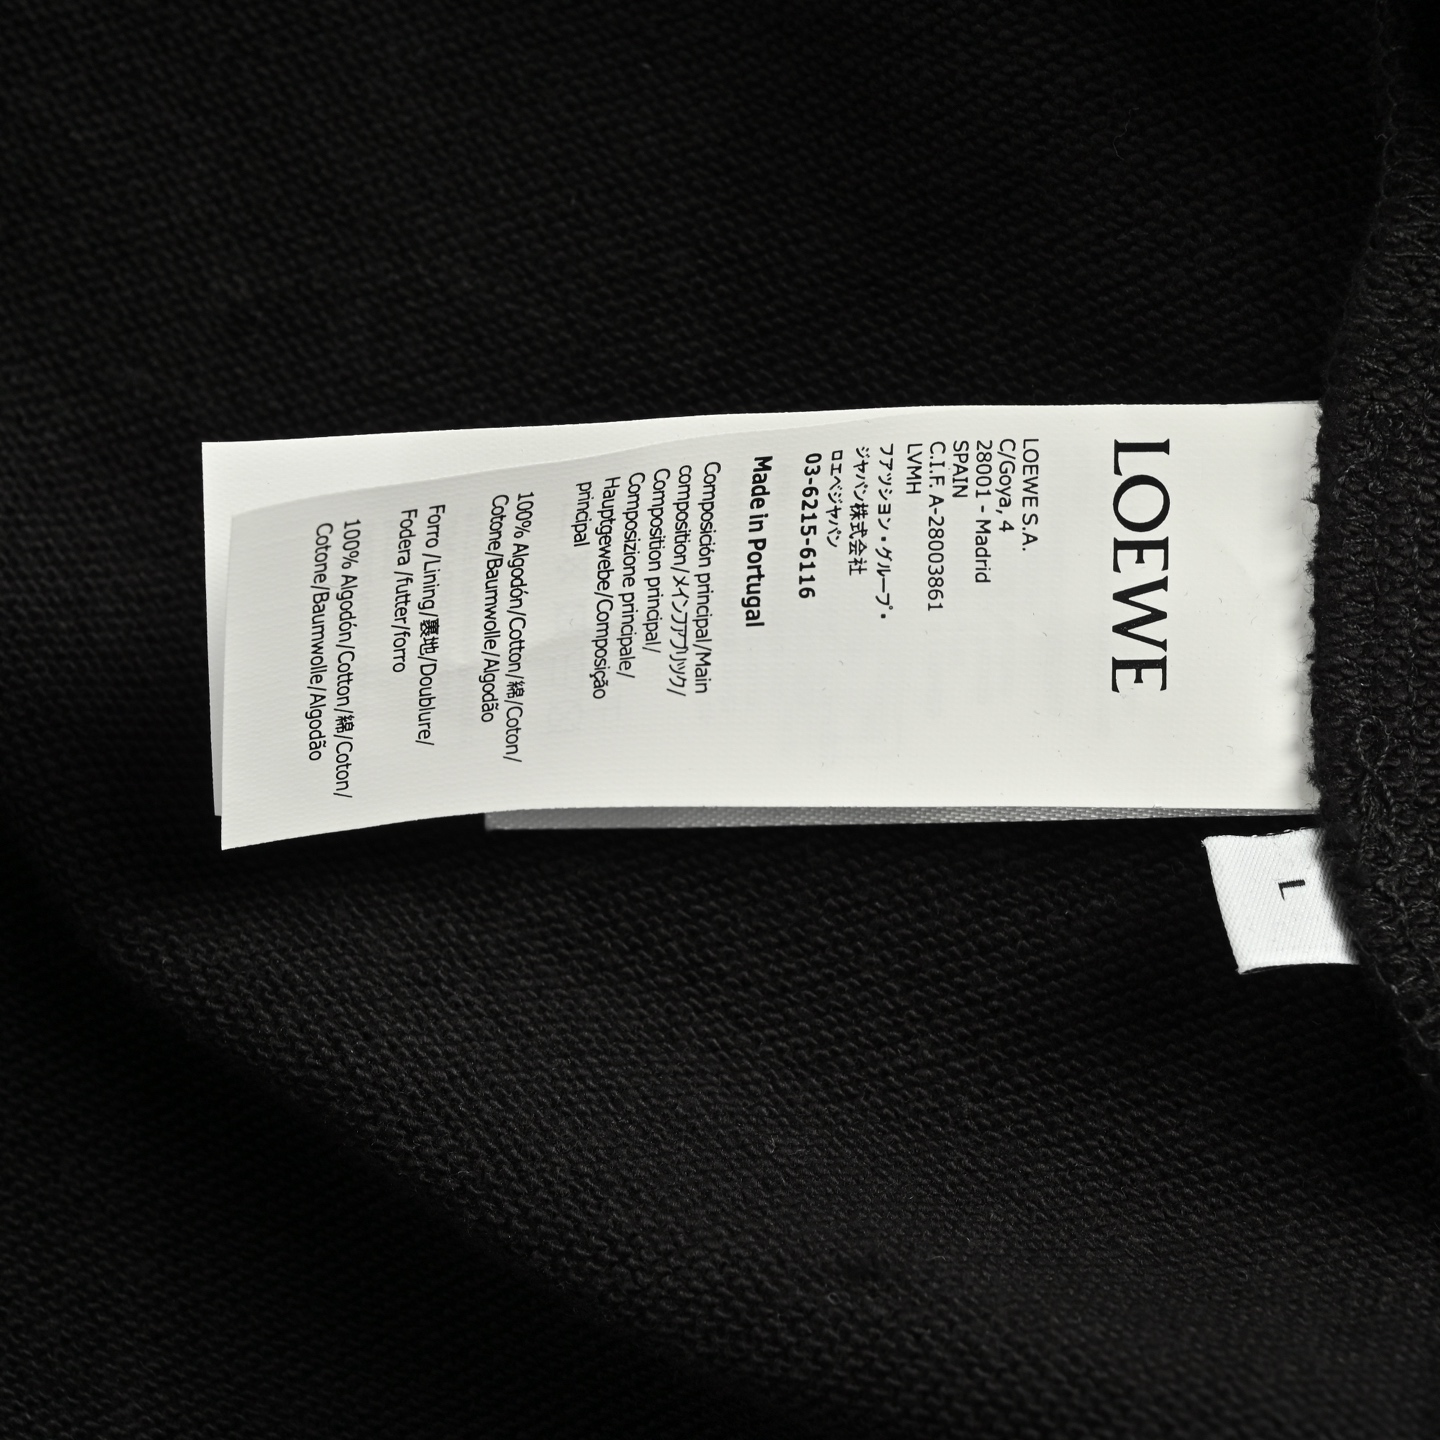 LOEWE
LOEWE S.A.
C/Goya, 4
28001 - Madrid
SPAIN
C.I.F. A-28003861
LVMH
ファッション・グループ・
ジャパン株式会社
ロエベジャパン
03-6215-6116
Made in Portugal
Composición principal/Main
composition/メインファブリック/
Composition principal/
Composizione principale/
Hauptgewebe/Composição
principal
100% Algodón/Cotton/綿/Coton/
Cotone/Baumwolle/Algodão
Forro /Lining/裏地/Doublure/
Fodera /futter/forro
100% Algodón/Cotton/綿/Coton/
Cotone/Baumwolle/Algodão
L